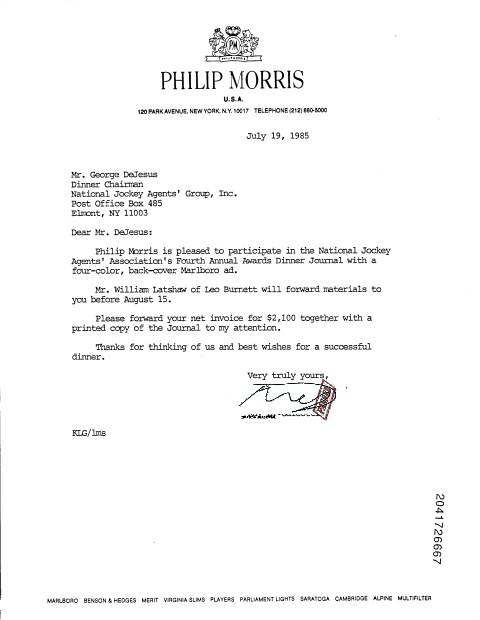 PM
PHILIP MORRIS
U.S.A.
120 PARK AVENUE, NEW YORK, N.Y. 10017 TELEPHONE (212) 880-5000
July 19, 1985
Mr. George DeJesus
Dinner Chairman
National Jockey Agents' Group, Inc.
Post Office Box 485
Elmont, NY 11003
Dear Mr. DeJesus:
Philip Morris is pleased to participate in the National Jockey
Agents' Association's Fourth Annual Awards Dinner Journal with a
four-color, back-cover Marlboro ad.
Mr. William Latshaw of Leo Burnett will forward materials to
you before August 15.
Please forward your net invoice for $2,100 together with a
printed copy of the Journal to my attention.
Thanks for thinking of us and best wishes for a successful
dinner.
Very truly yours,
KLG/lms
2041726667
MARLBORO BENSON & HEDGES MERIT VIRGINIA SLIMS PLAYERS PARLIAMENT LIGHTS SARATOGA CAMBRIDGE ALPINE MULTIFILTER